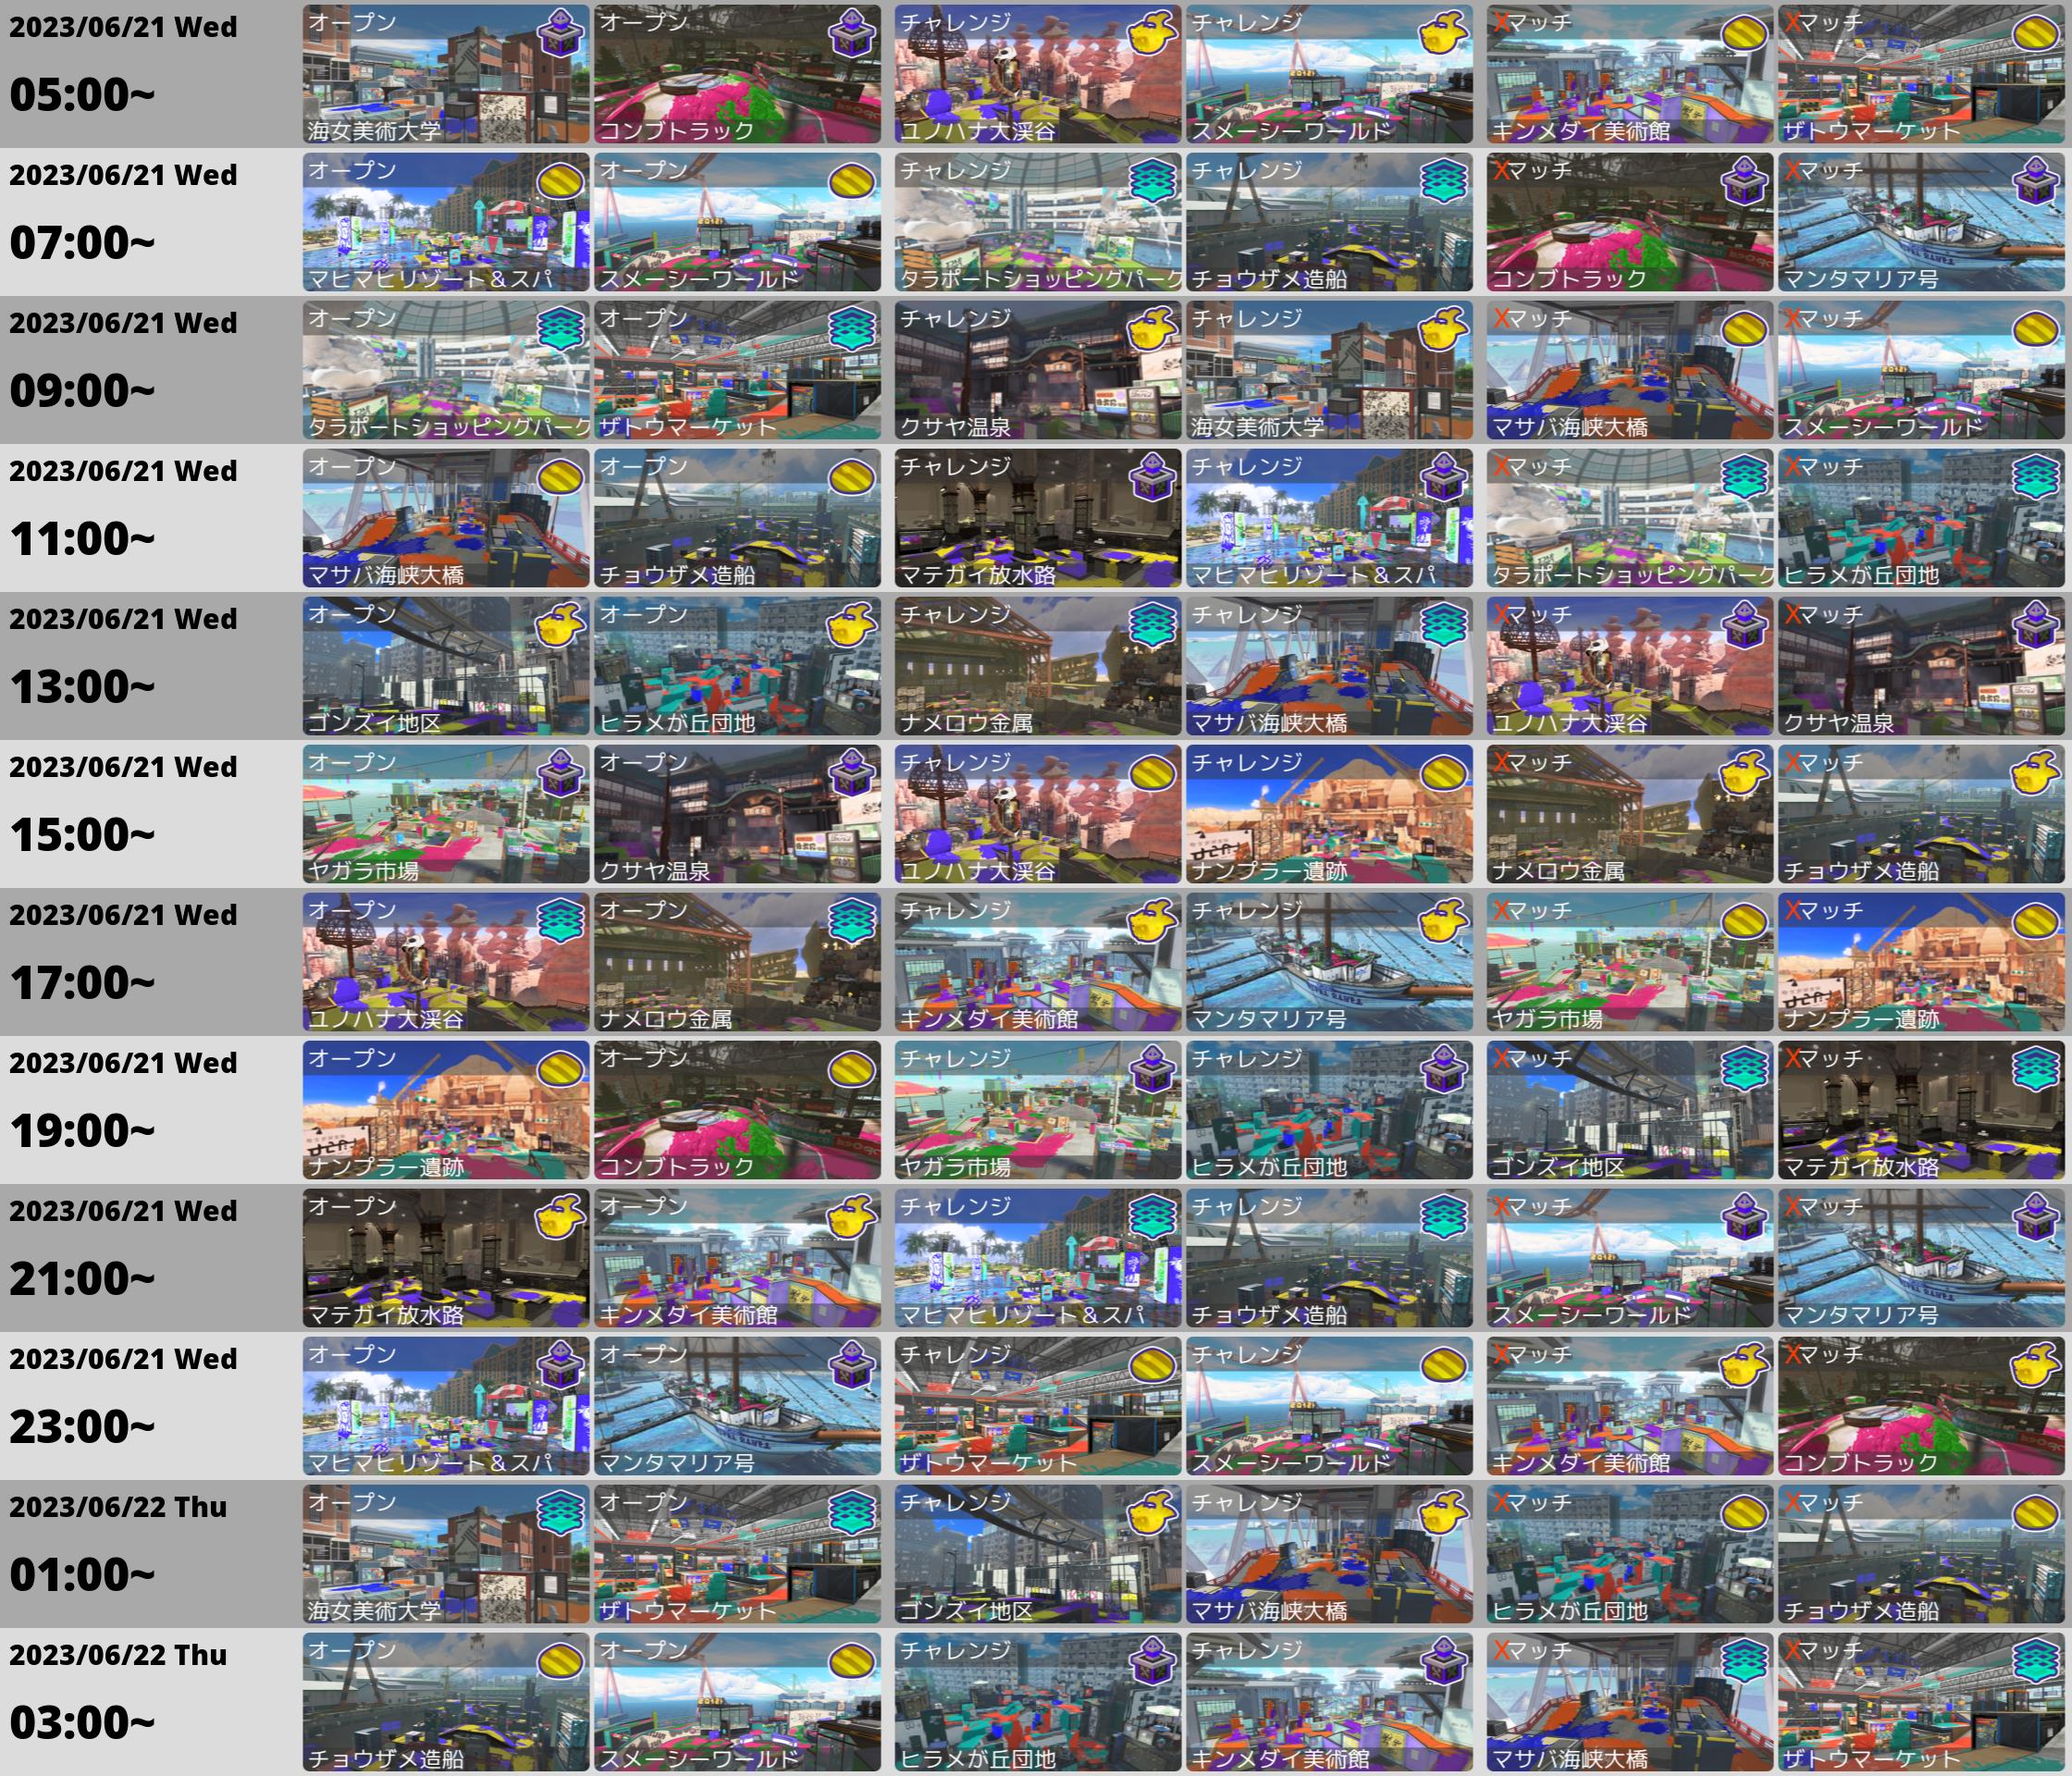 2023/06/21 Wed
05:00~
オープン オープン チャレンジ チャレンジ Xマッチ Xマッチ
海女美術大学 コンブトラック ユノハナ大渓谷 スメーシーワールド キンメダイ美術館 ザトウマーケット
2023/06/21 Wed
07:00~
オープン オープン チャレンジ チャレンジ Xマッチ Xマッチ
マヒマヒリゾート＆スパ スメーシーワールド タラポートショッピングパーク チョウザメ造船 コンブトラック マンタマリア号
2023/06/21 Wed
09:00~
オープン オープン チャレンジ チャレンジ Xマッチ Xマッチ
タラポートショッピングパーク ザトウマーケット クサヤ温泉 海女美術大学 マサバ海峡大橋 スメーシーワールド
2023/06/21 Wed
11:00~
オープン オープン チャレンジ チャレンジ Xマッチ Xマッチ
マサバ海峡大橋 チョウザメ造船 マテガイ放水路 マヒマヒリゾート＆スパ タラポートショッピングパーク ヒラメが丘団地
2023/06/21 Wed
13:00~
オープン オープン チャレンジ チャレンジ Xマッチ Xマッチ
ゴンズイ地区 ヒラメが丘団地 ナメロウ金属 マサバ海峡大橋 ユノハナ大渓谷 クサヤ温泉
2023/06/21 Wed
15:00~
オープン オープン チャレンジ チャレンジ Xマッチ Xマッチ
ヤガラ市場 クサヤ温泉 ユノハナ大渓谷 ナンプラー遺跡 ナメロウ金属 チョウザメ造船
2023/06/21 Wed
17:00~
オープン オープン チャレンジ チャレンジ Xマッチ Xマッチ
ユノハナ大渓谷 ナメロウ金属 キンメダイ美術館 マンタマリア号 ヤガラ市場 ナンプラー遺跡
2023/06/21 Wed
19:00~
オープン オープン チャレンジ チャレンジ Xマッチ Xマッチ
ナンプラー遺跡 コンブトラック ヤガラ市場 ヒラメが丘団地 ゴンズイ地区 マテガイ放水路
2023/06/21 Wed
21:00~
オープン オープン チャレンジ チャレンジ Xマッチ Xマッチ
マテガイ放水路 キンメダイ美術館 マヒマヒリゾート＆スパ チョウザメ造船 スメーシーワールド マンタマリア号
2023/06/21 Wed
23:00~
オープン オープン チャレンジ チャレンジ Xマッチ Xマッチ
マヒマヒリゾート＆スパ マンタマリア号 ザトウマーケット スメーシーワールド キンメダイ美術館 コンブトラック
2023/06/22 Thu
01:00~
オープン オープン チャレンジ チャレンジ Xマッチ Xマッチ
海女美術大学 ザトウマーケット ゴンズイ地区 マサバ海峡大橋 ヒラメが丘団地 チョウザメ造船
2023/06/22 Thu
03:00~
オープン オープン チャレンジ チャレンジ Xマッチ Xマッチ
チョウザメ造船 スメーシーワールド ヒラメが丘団地 キンメダイ美術館 マサバ海峡大橋 ザトウマーケット